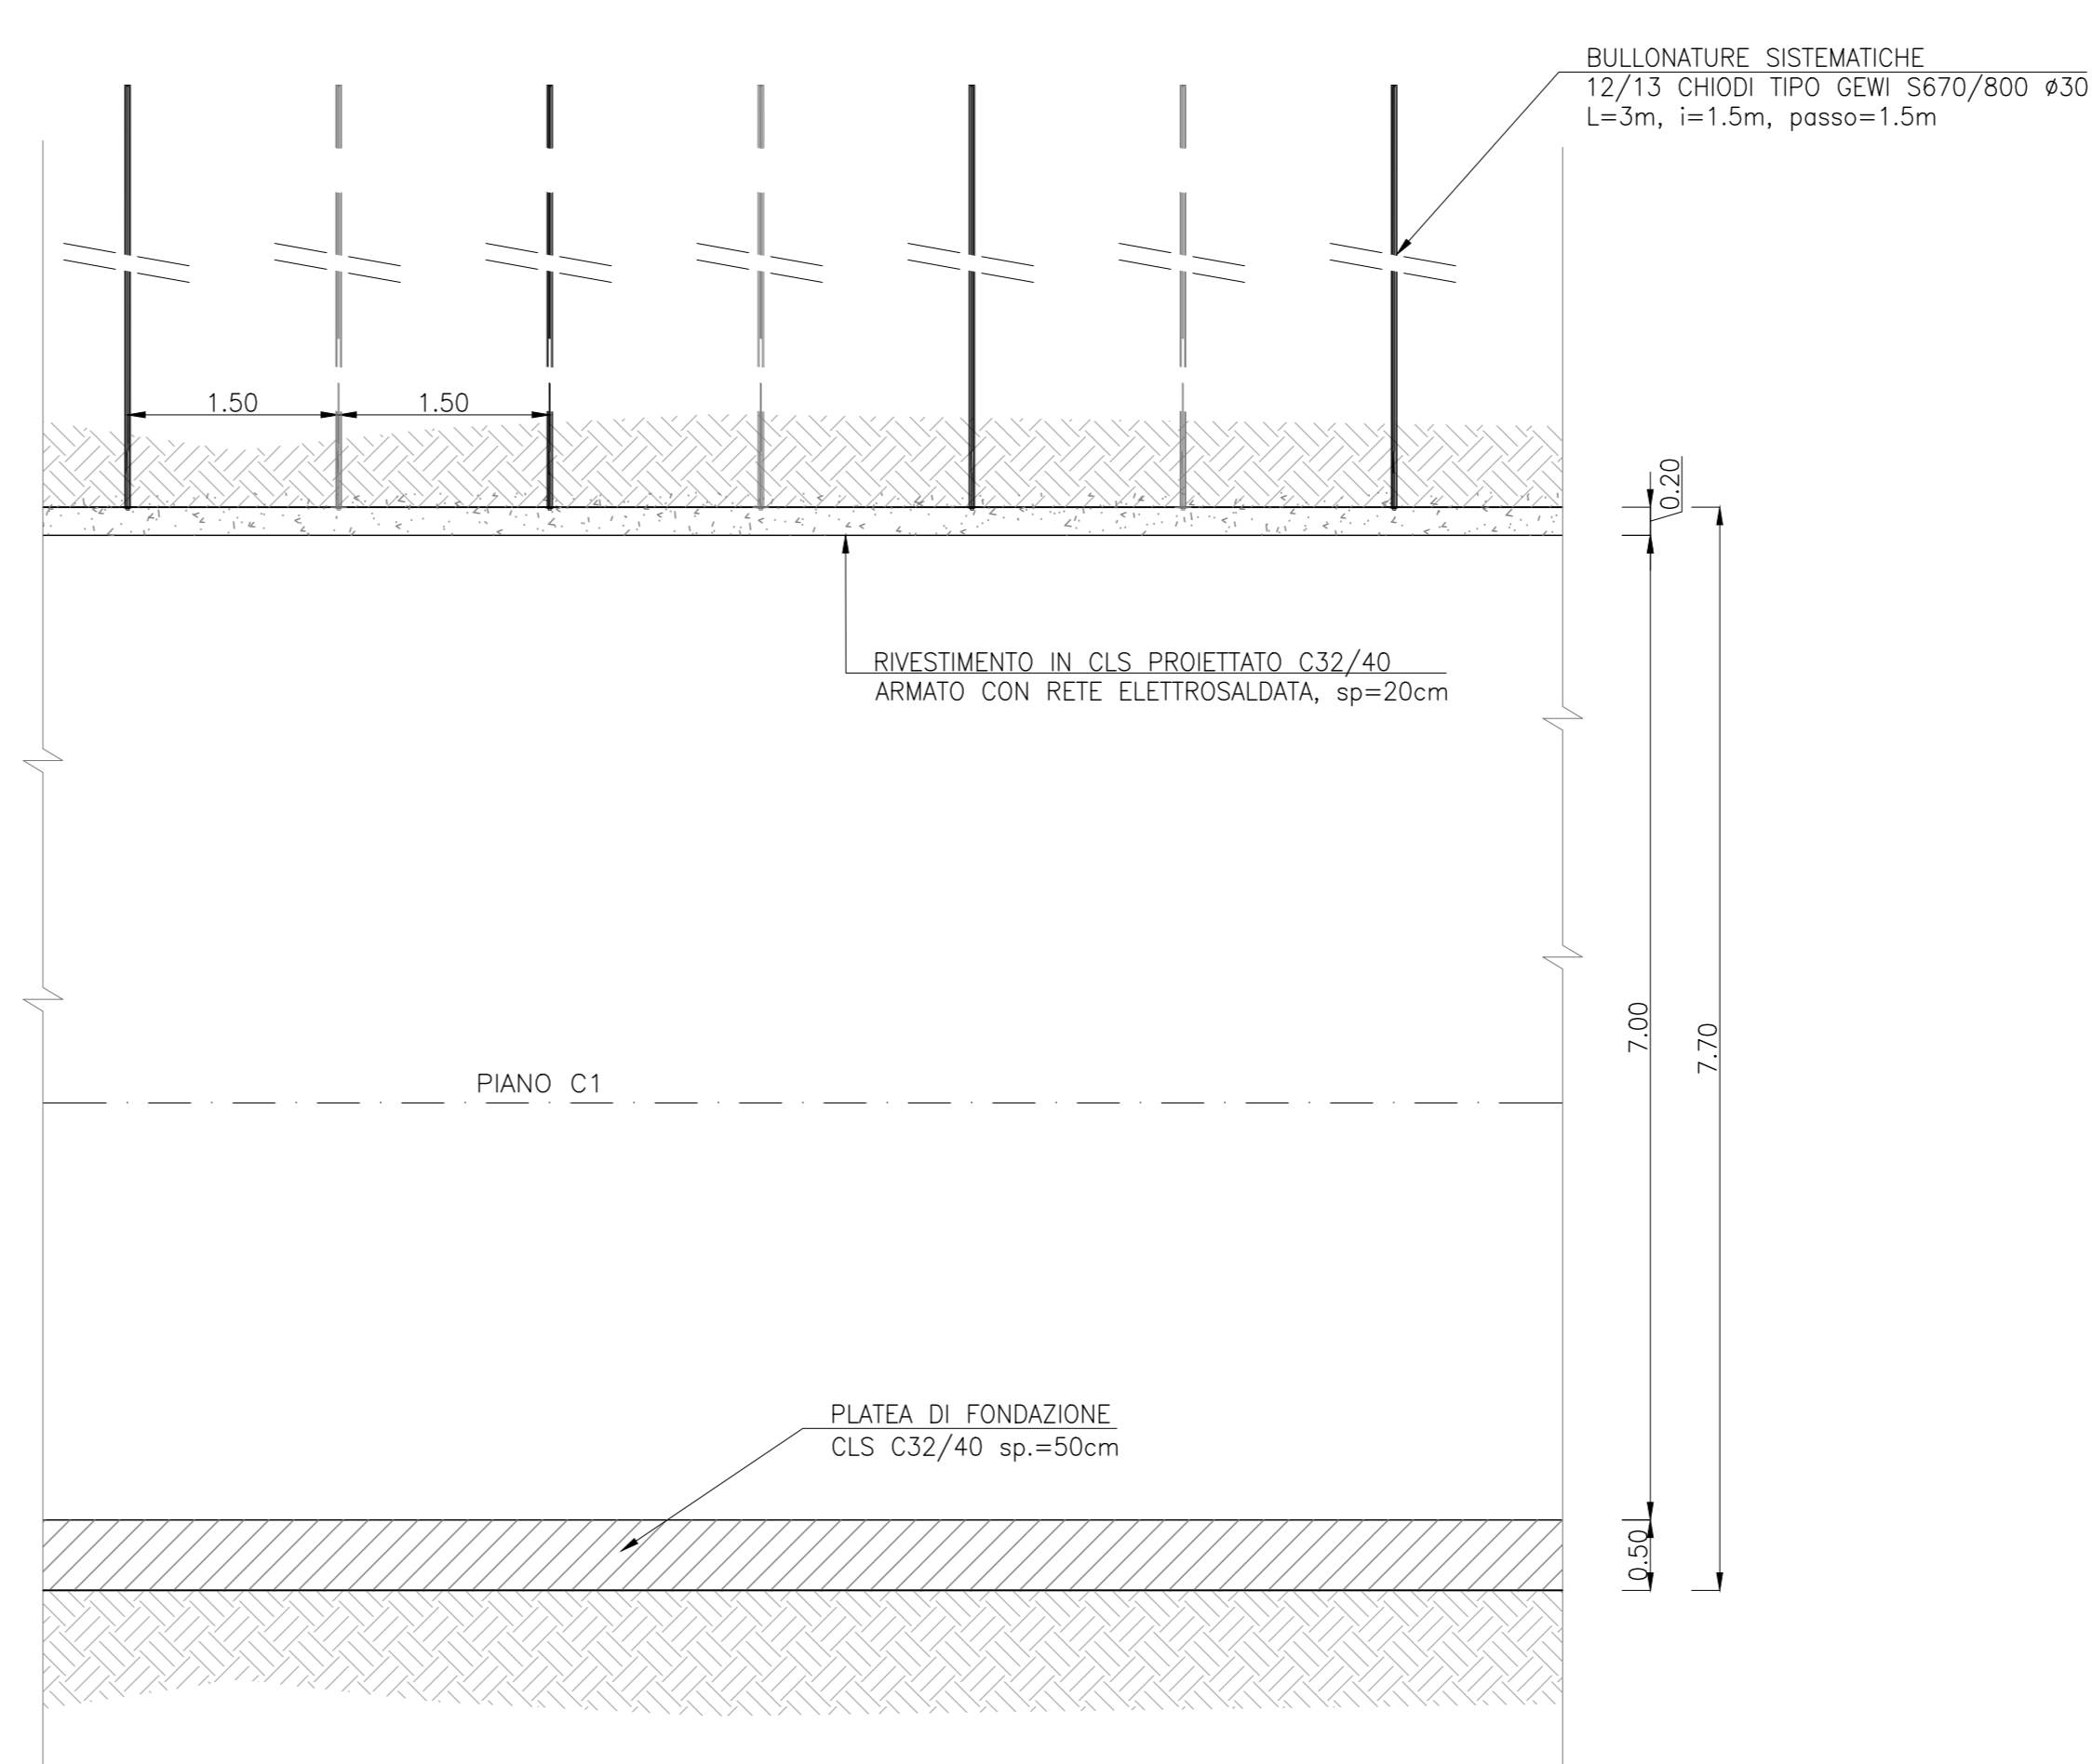 BULLONATURE SISTEMATICHE
12/13 CHIODI TIPO GEWI S670/800 ø30
L=3m, i=1.5m, passo=1.5m
1.50
1.50
0.20
RIVESTIMENTO IN CLS PROIETTATO C32/40
ARMATO CON RETE ELETTROSALDATA, sp=20cm
7.00
7.70
PIANO C1
PLATEA DI FONDAZIONE
CLS C32/40 sp.=50cm
0.50